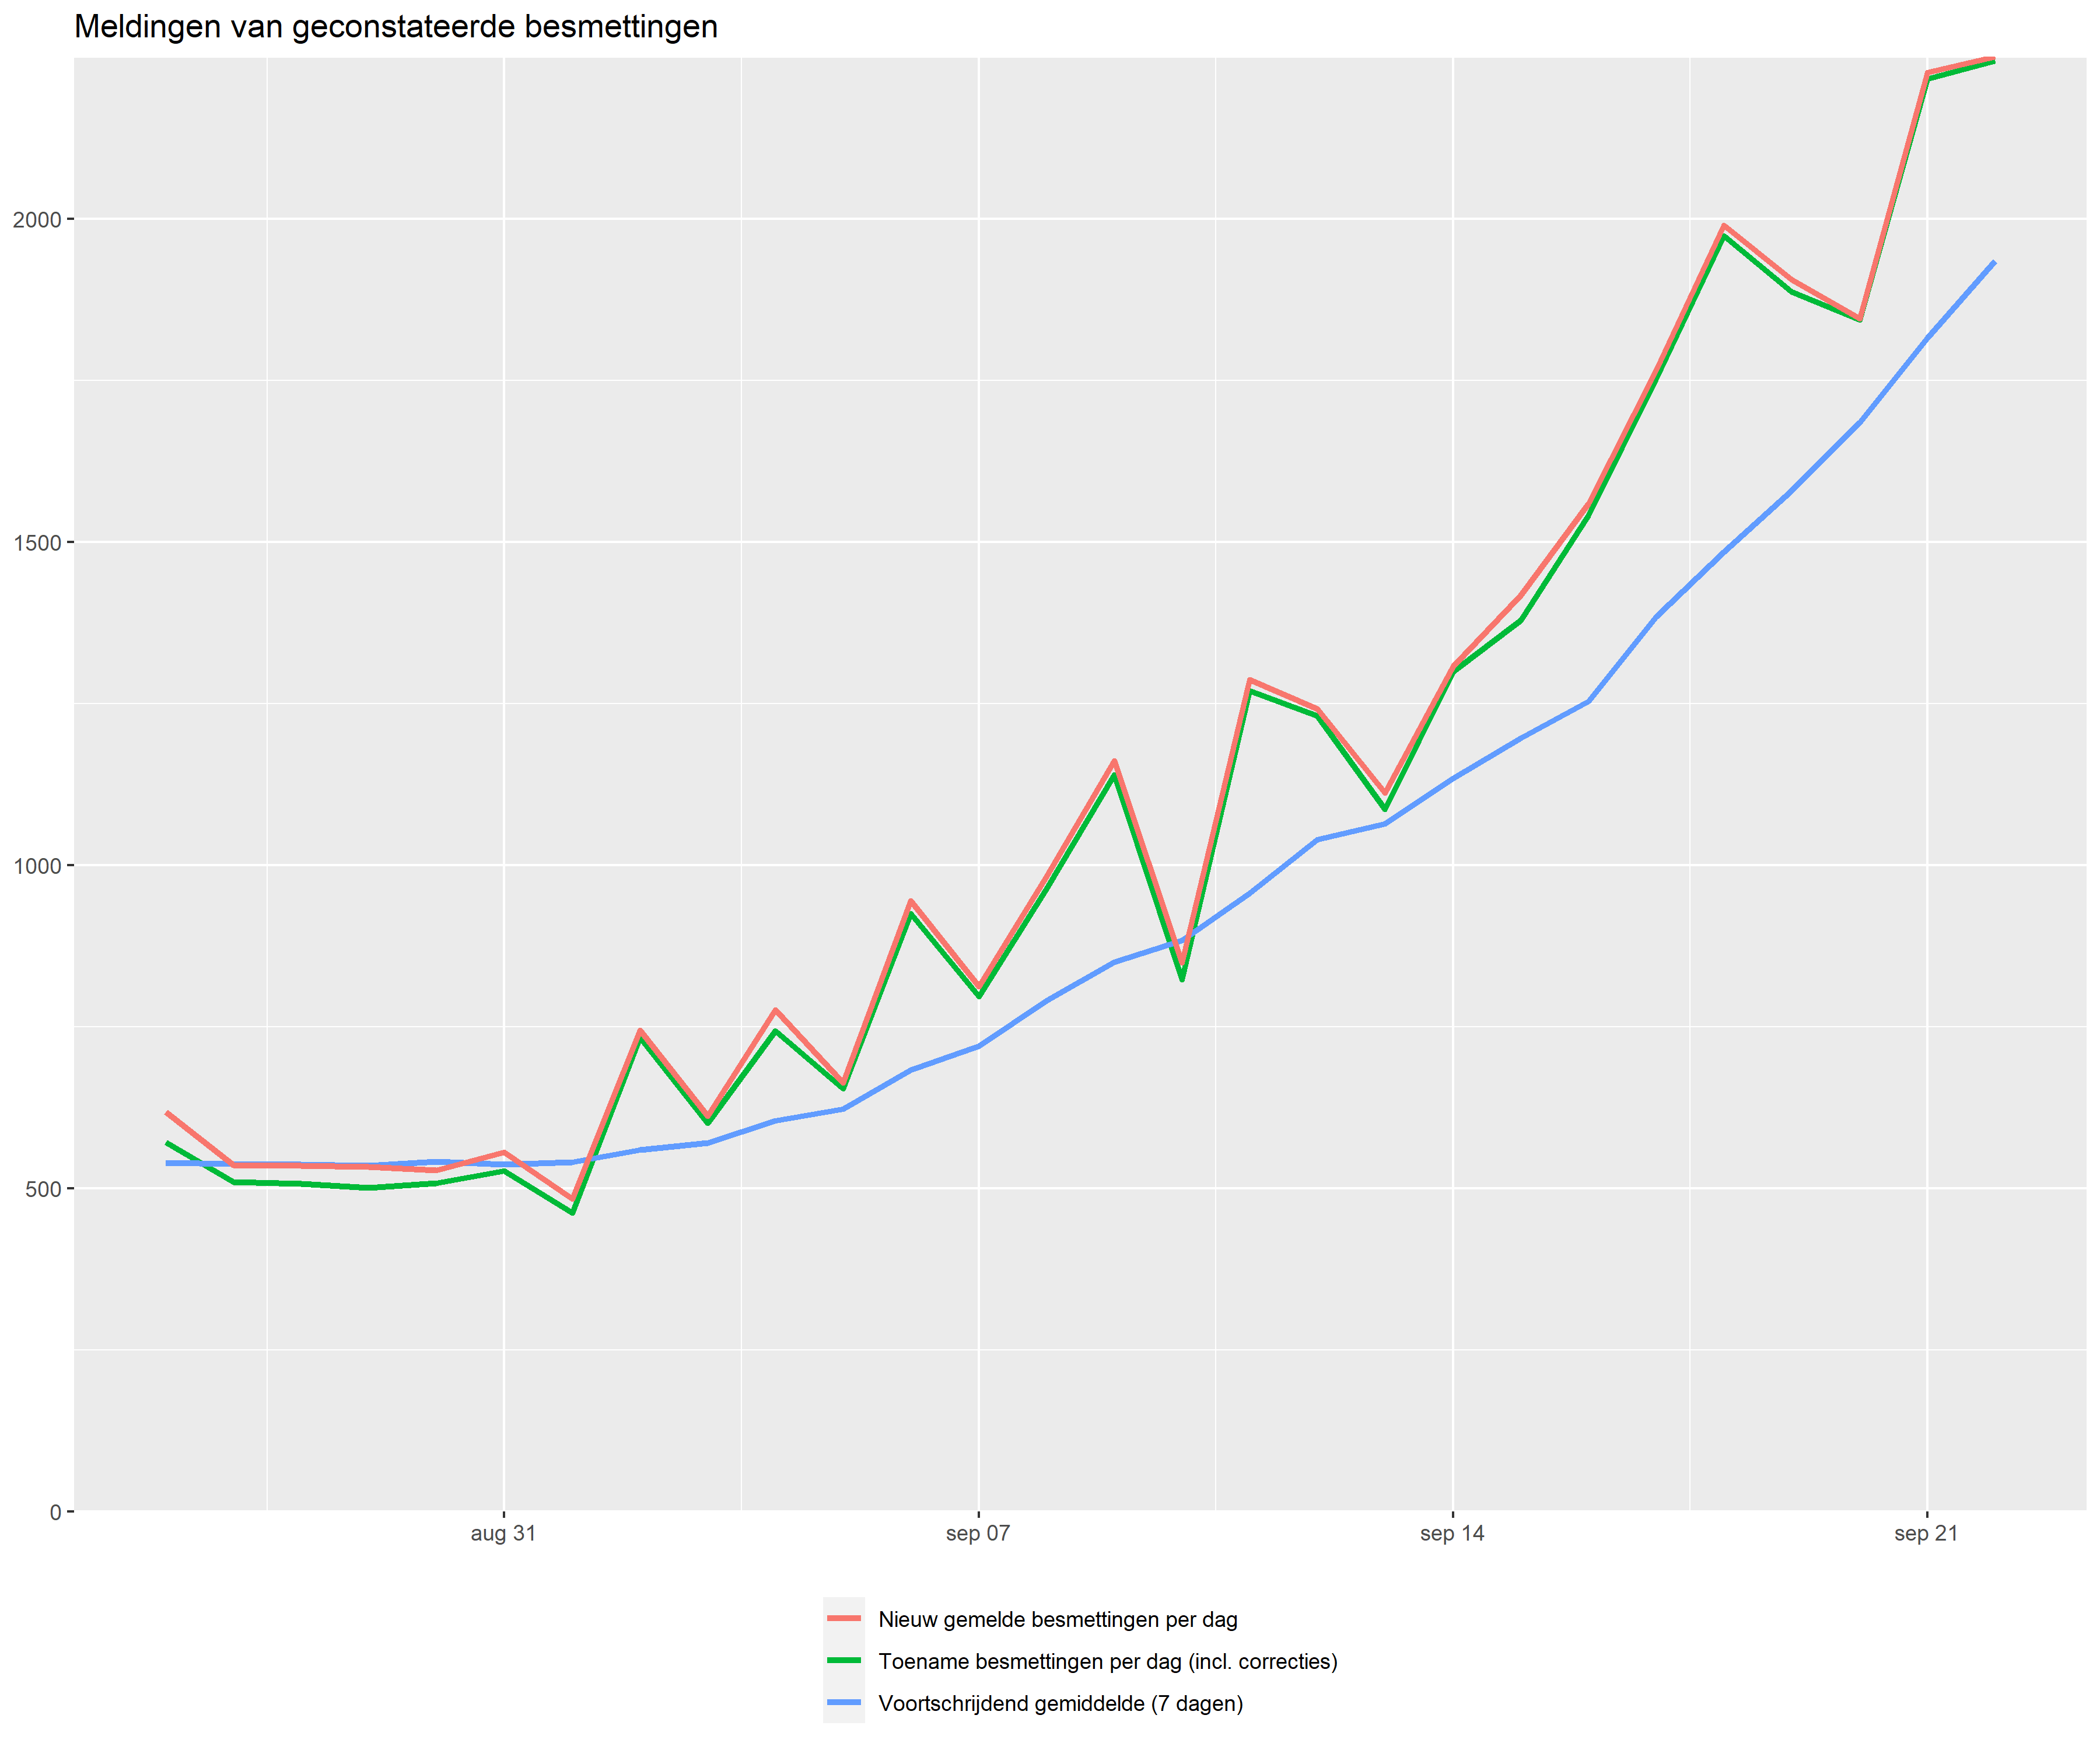 Meldingen van geconstateerde besmettingen
2000
1500
1000
500
0
aug 31
sep 07
sep 14
sep 21
Nieuw gemelde besmettingen per dag
Toename besmettingen per dag (incl. correcties)
Voortschrijdend gemiddelde (7 dagen)